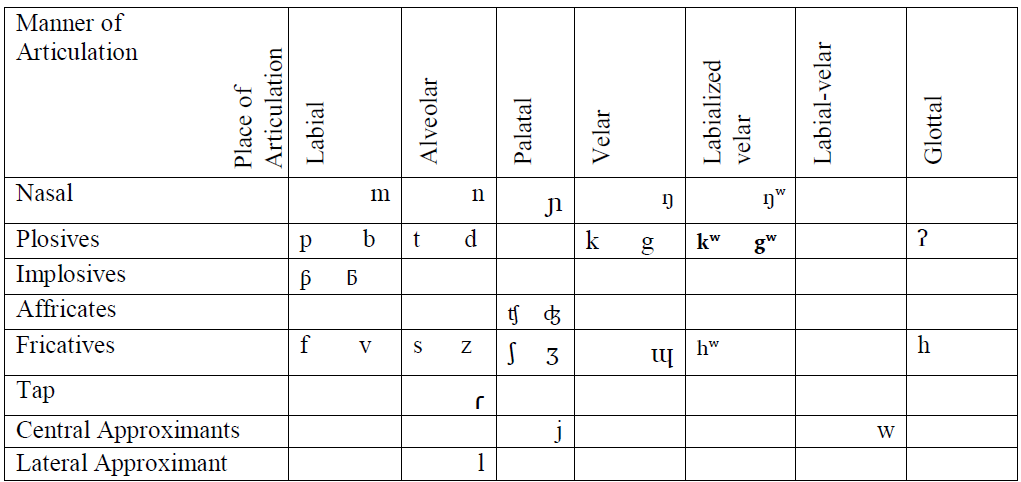 Manner of
Articulation
Place of
Articulation
Labial
Alveolar
Palatal
Velar
Labialized
velar
Labial-velar
Glottal
Nasal m n ɲ ŋ ŋʷ
Plosives p b t d k g kʷ gʷ ʔ
Implosives ƥ ɓ
Affricates ʧ ʤ
Fricatives f v s z ʃ ʒ ɰ hʷ h
Tap ɾ
Central Approximants j w
Lateral Approximant l